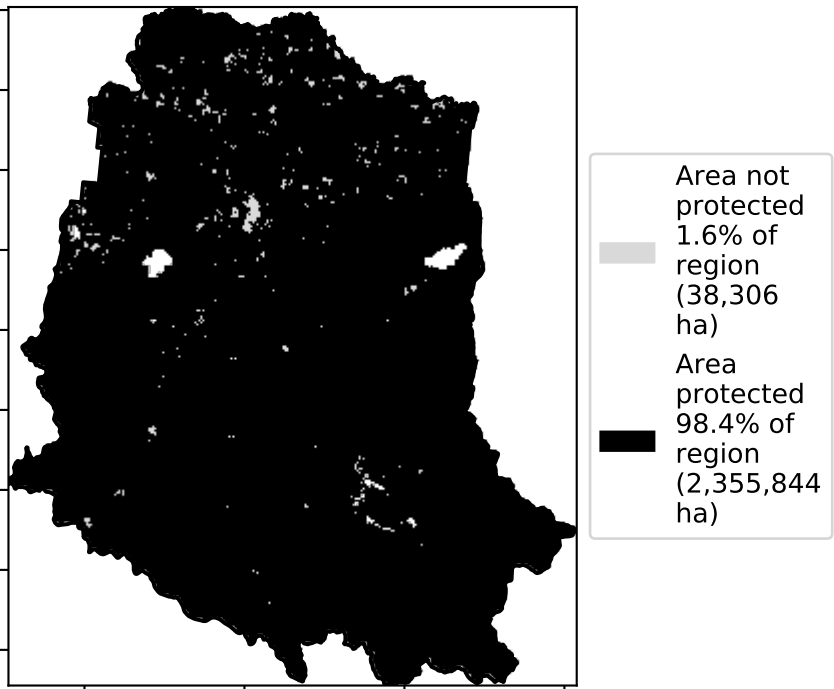 Area not
protected
1.6% of
region
(38,306
ha)
Area
protected
98.4% of
region
(2,355,844
ha)